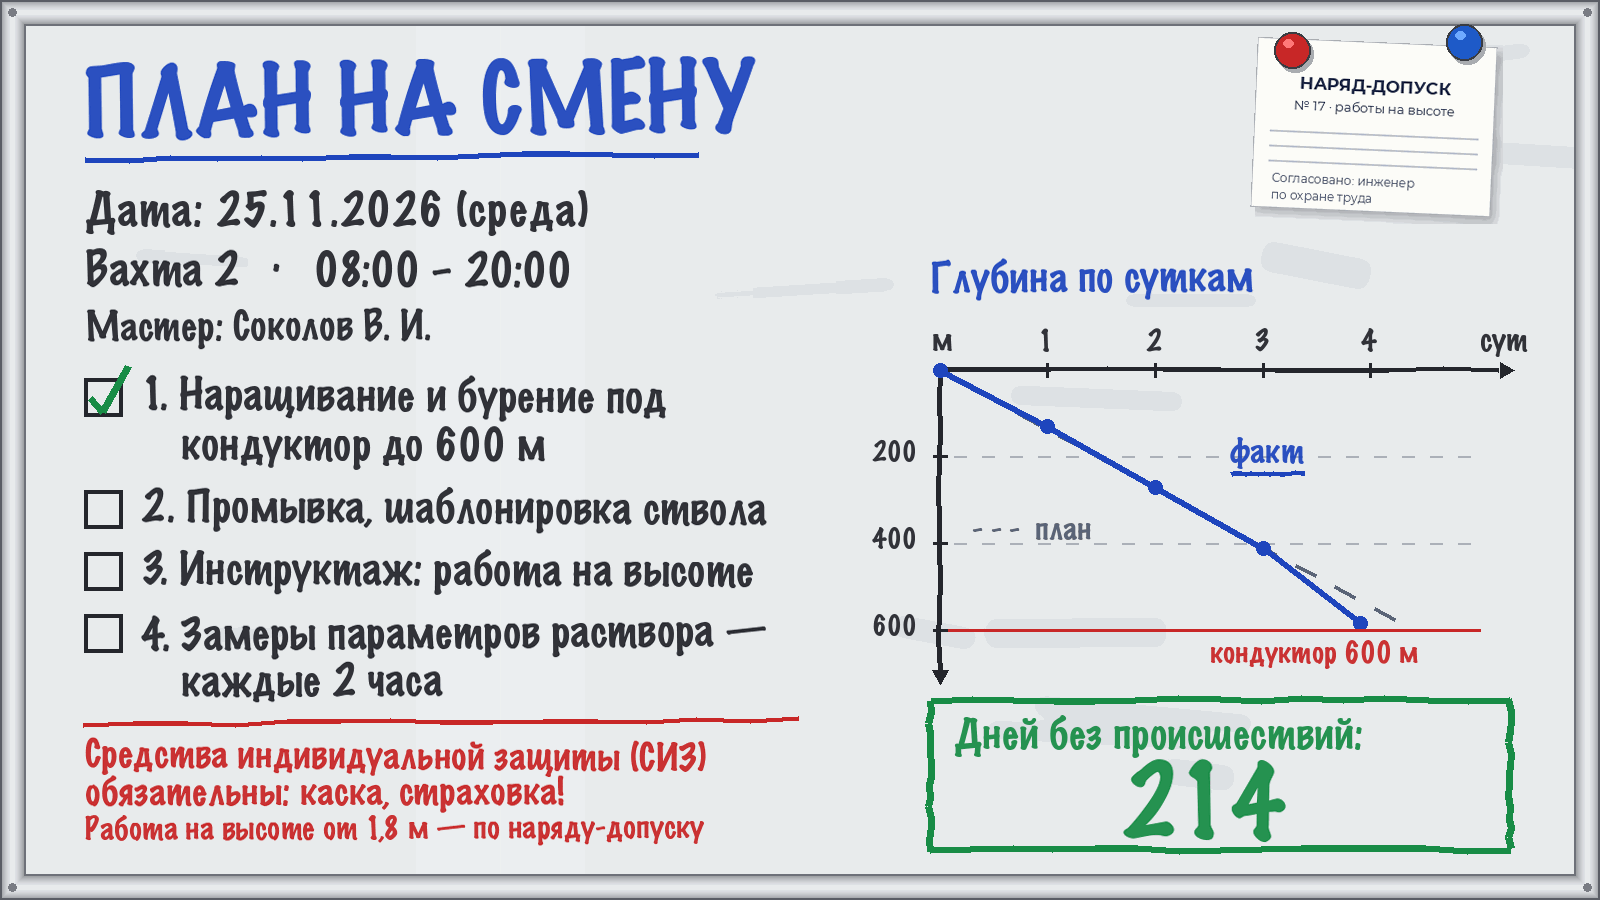 ПЛАН НА СМЕНУ
Дата: 25.11.2026 (среда)
Вахта 2 · 08:00 – 20:00
Мастер: Соколов В. И.
1. Наращивание и бурение под
кондуктор до 600 м
2. Промывка, шаблонировка ствола
3. Инструктаж: работа на высоте
4. Замеры параметров раствора —
каждые 2 часа
Средства индивидуальной защиты (СИЗ)
обязательны: каска, страховка!
Работа на высоте от 1,8 м — по наряду-допуску
НАРЯД-ДОПУСК
№ 17 · работы на высоте
Согласовано: инженер
по охране труда
Глубина по суткам
м 1 2 3 4 сут
200
факт
400
план
600
кондуктор 600 м
Дней без происшествий:
214